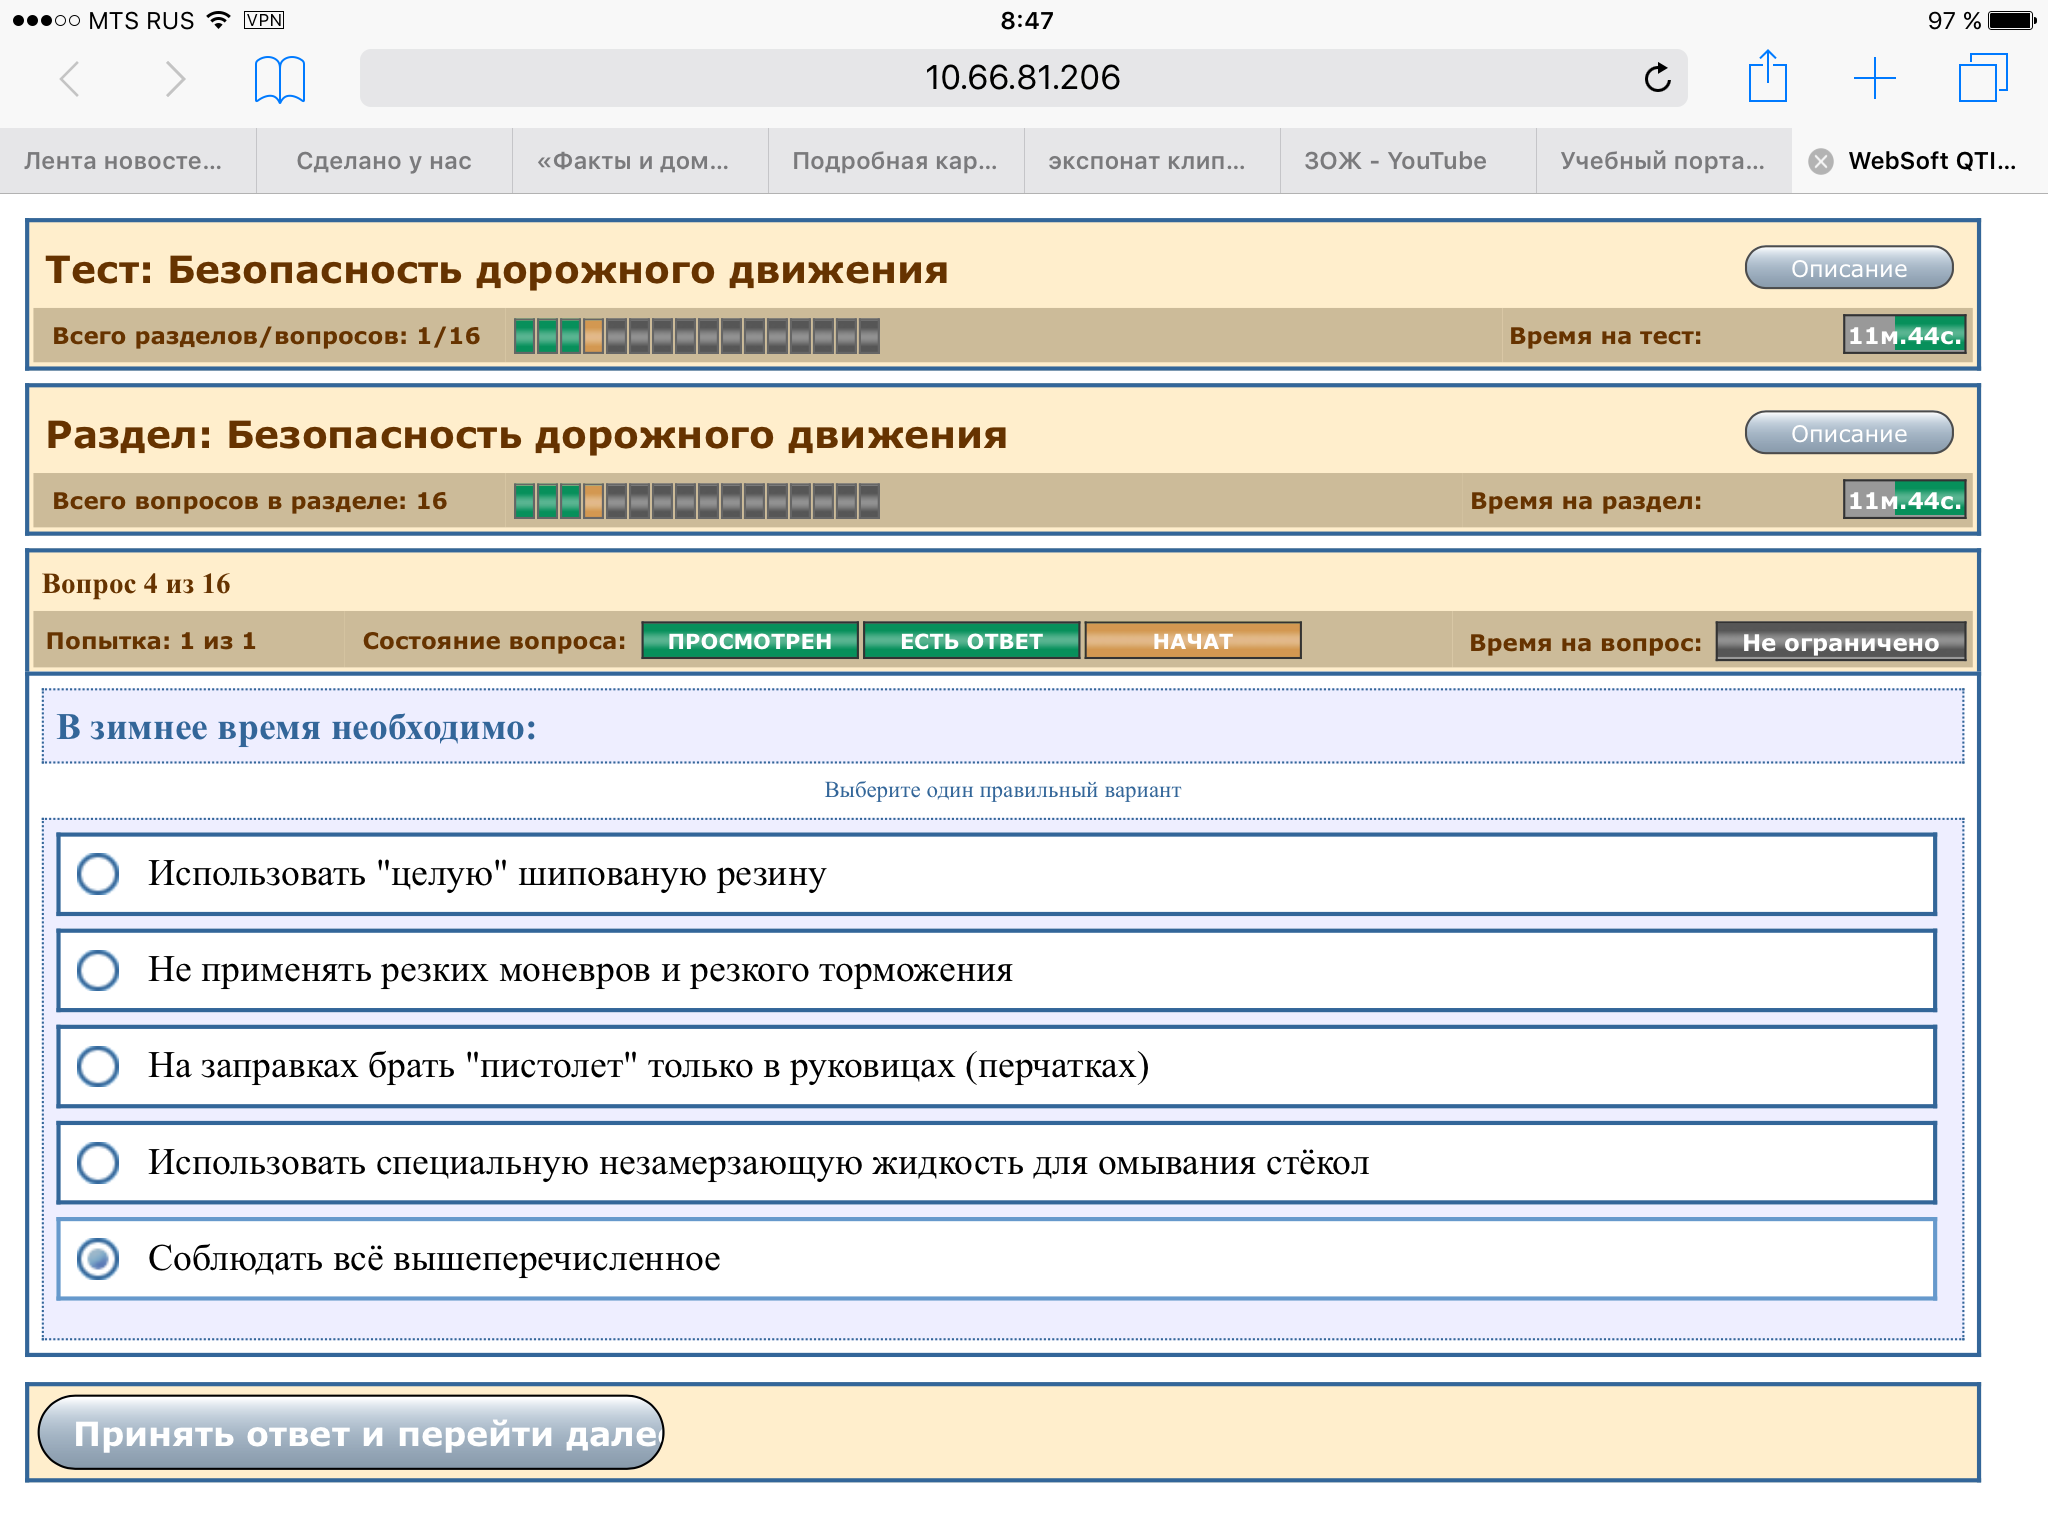 MTS RUS VPN 8:47 97 %
10.66.81.206
Лента новосте... Сделано у нас «Факты и дом... Подробная кар... экспонат клип... ЗОЖ - YouTube Учебный порта... WebSoft QTI...
Тест: Безопасность дорожного движения Описание
Всего разделов/вопросов: 1/16 Время на тест: 11м.44с.
Раздел: Безопасность дорожного движения Описание
Всего вопросов в разделе: 16 Время на раздел: 11м.44с.
Вопрос 4 из 16
Попытка: 1 из 1 Состояние вопроса: ПРОСМОТРЕН ЕСТЬ ОТВЕТ НАЧАТ Время на вопрос: Не ограничено
В зимнее время необходимо:
Выберите один правильный вариант
Использовать "целую" шипованую резину
Не применять резких моневров и резкого торможения
На заправках брать "пистолет" только в руковицах (перчатках)
Использовать специальную незамерзающую жидкость для омывания стёкол
Соблюдать всё вышеперечисленное
Принять ответ и перейти дале